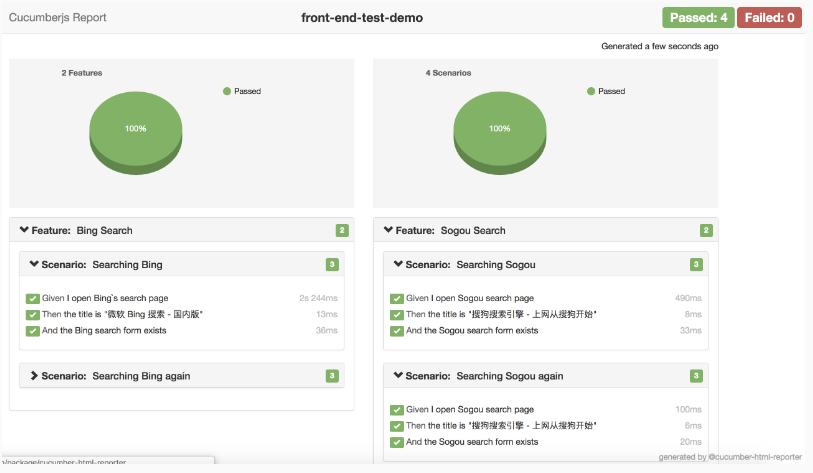 Cucumberjs Report
front-end-test-demo
Passed: 4
Failed: 0
Generated a few seconds ago
2 Features
Passed
100%
4 Scenarios
Passed
100%
Feature: Bing Search 2
Scenario: Searching Bing 3
Given I open Bing`s search page 2s 244ms
Then the title is "微软 Bing 搜索 - 国内版" 13ms
And the Bing search form exists 36ms
Scenario: Searching Bing again 3
Feature: Sogou Search 2
Scenario: Searching Sogou 3
Given I open Sogou search page 490ms
Then the title is "搜狗搜索引擎 - 上网从搜狗开始" 8ms
And the Sogou search form exists 33ms
Scenario: Searching Sogou again 3
Given I open Sogou search page 100ms
Then the title is "搜狗搜索引擎 - 上网从搜狗开始" 6ms
And the Sogou search form exists 20ms
generated by @cucumber-html-reporter
/package/cucumber-html-reporter